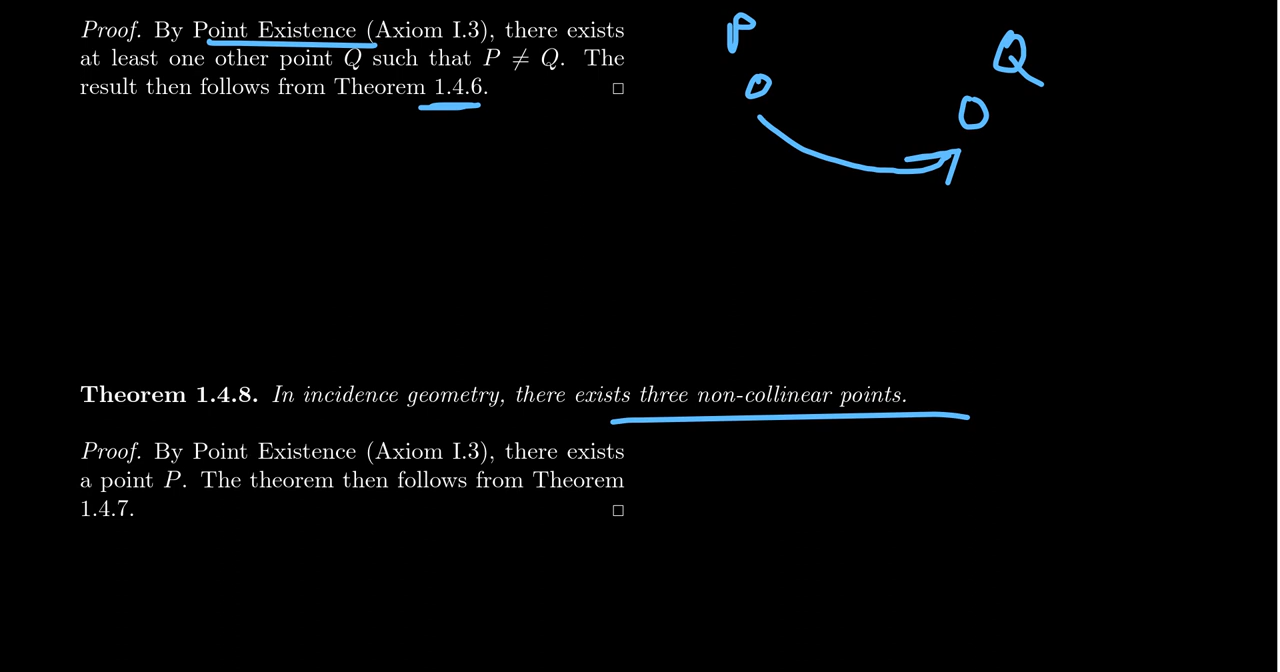 Proof. By Point Existence (Axiom I.3), there exists
at least one other point Q such that P ≠ Q. The
result then follows from Theorem 1.4.6. □
P
Q
Theorem 1.4.8. In incidence geometry, there exists three non-collinear points.
Proof. By Point Existence (Axiom I.3), there exists
a point P. The theorem then follows from Theorem
1.4.7. □